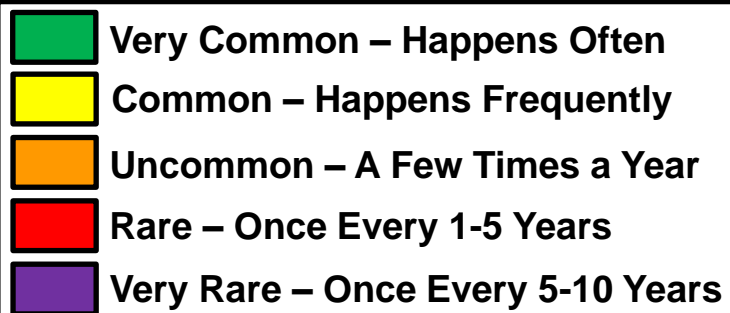 Very Common – Happens Often
Common – Happens Frequently
Uncommon – A Few Times a Year
Rare – Once Every 1-5 Years
Very Rare – Once Every 5-10 Years